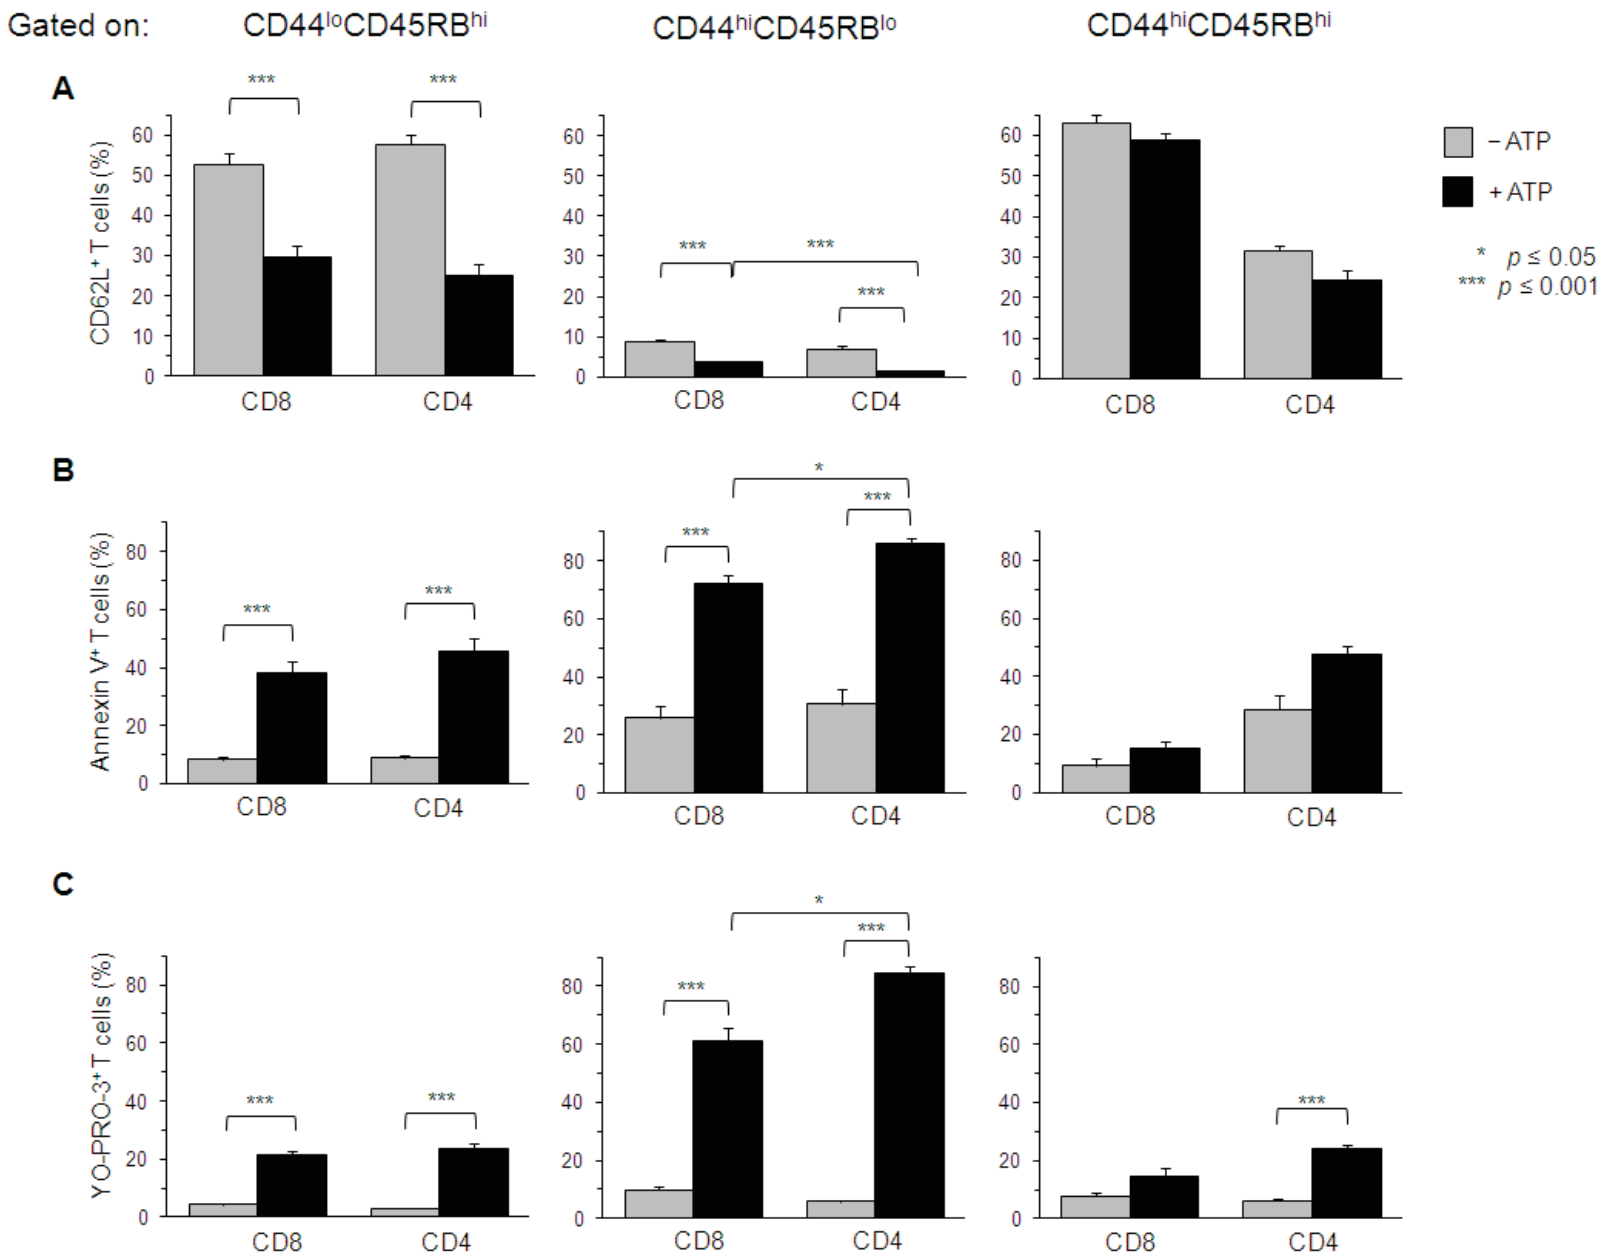 Gated on: CD44loCD45RBhi CD44hiCD45RBlo CD44hiCD45RBhi
A
*** ***
CD62L+ T cells (%)
60
50
40
30
20
10
0
CD8 CD4
*** *** ***
60
50
40
30
20
10
0
CD8 CD4
60
50
40
30
20
10
0
CD8 CD4
– ATP
+ ATP
* p ≤ 0.05
*** p ≤ 0.001
B
*** ***
Annexin V+ T cells (%)
80
60
40
20
0
CD8 CD4
*
*** ***
80
60
40
20
0
CD8 CD4
80
60
40
20
0
CD8 CD4
C
*** ***
YO-PRO-3+ T cells (%)
80
60
40
20
0
CD8 CD4
*
*** ***
80
60
40
20
0
CD8 CD4
***
80
60
40
20
0
CD8 CD4